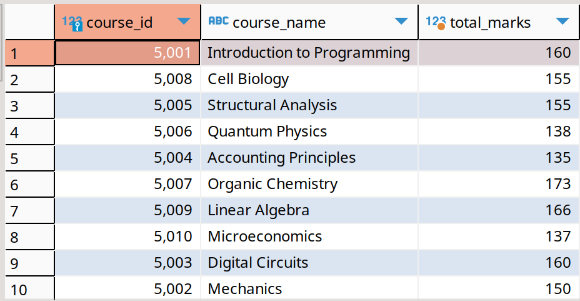 123 course_id ABC course_name 123 total_marks
1 5,001 Introduction to Programming 160
2 5,008 Cell Biology 155
3 5,005 Structural Analysis 155
4 5,006 Quantum Physics 138
5 5,004 Accounting Principles 135
6 5,007 Organic Chemistry 173
7 5,009 Linear Algebra 166
8 5,010 Microeconomics 137
9 5,003 Digital Circuits 160
10 5,002 Mechanics 150